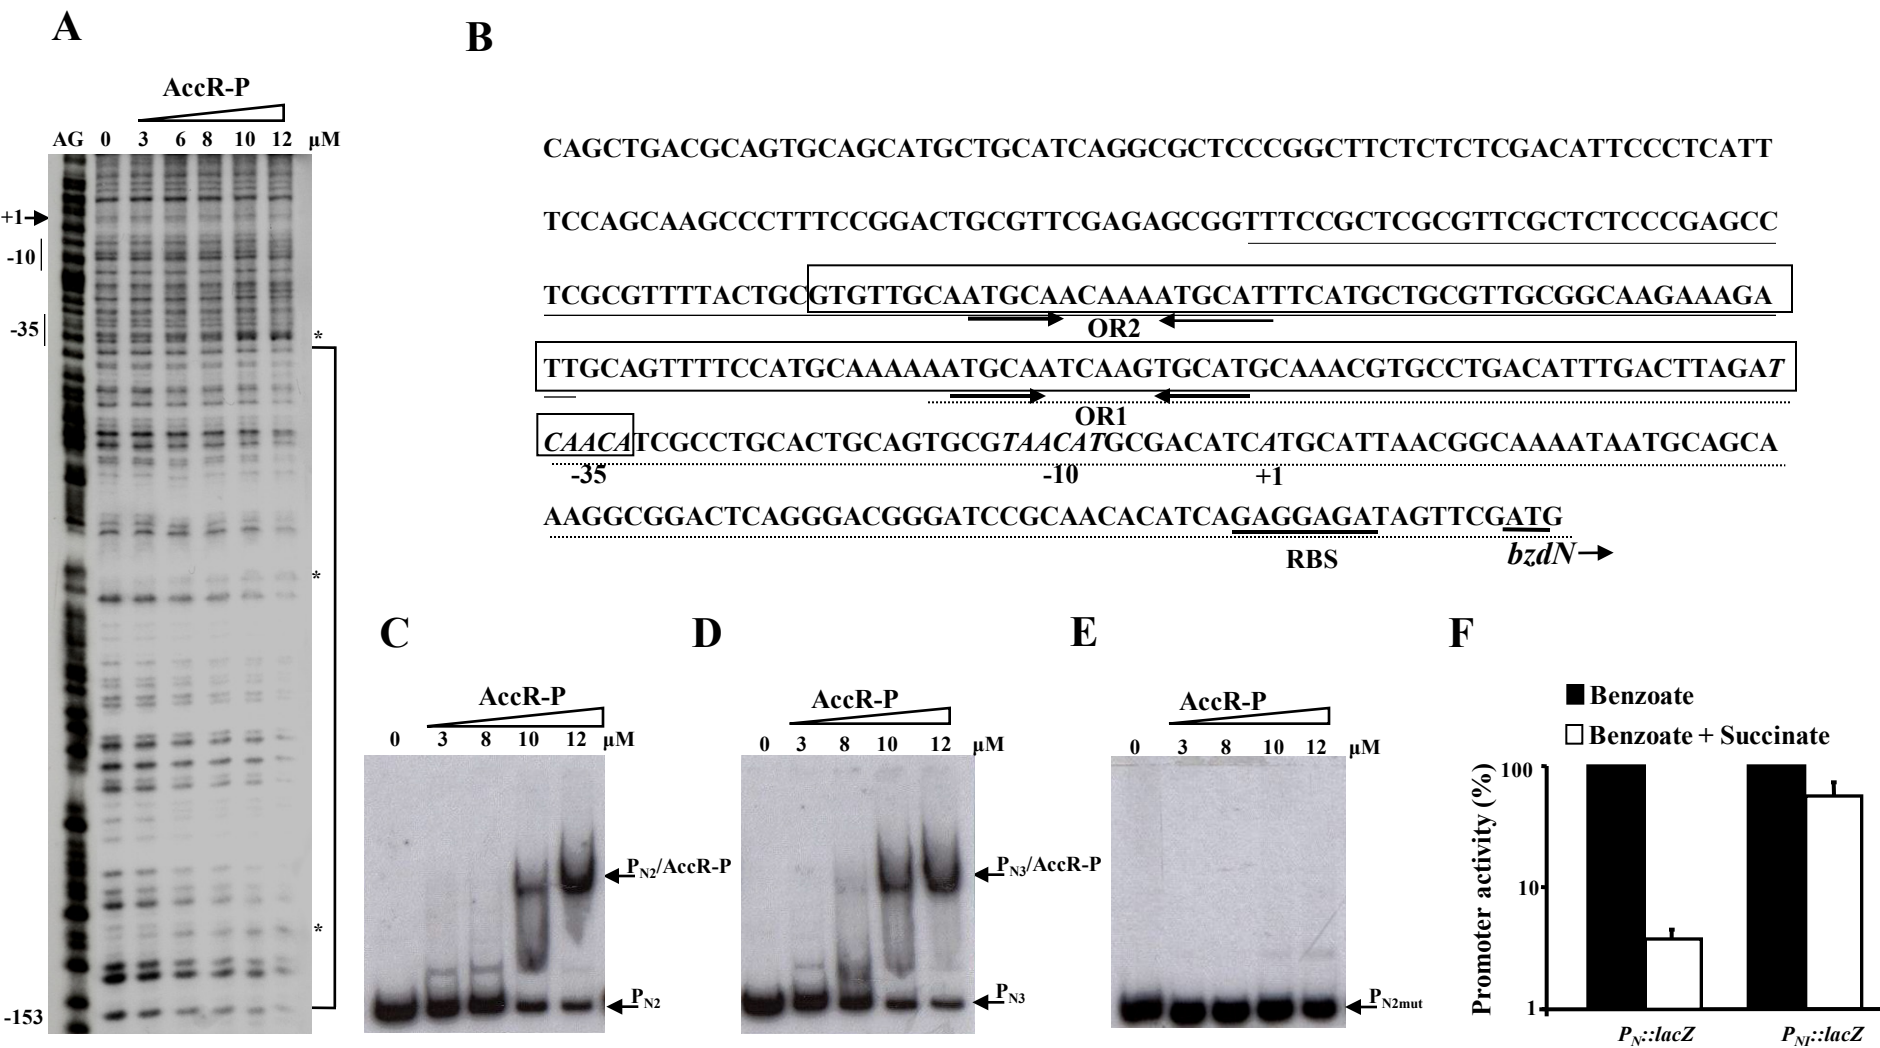 A
AccR-P
AG 0 3 6 8 10 12 µM
+1
-10
-35
*
*
*
-153
B
CAGCTGACGCAGTGCAGCATGCTGCATCAGGCGCTCCCGGCTTCTCTCTCGACATTCCCTCATT
TCCAGCAAGCCCTTTCCGGACTGCGTTCGAGAGCGGTTTCCGCTCGCGTTCGCTCTCCCGAGCC
TCGCGTTTTACTGCGTGTTGCAATGCAACAAAATGCATTTCATGCTGCGTTGCGGCAAGAAAGA
OR2
TTGCAGTTTTCCATGCAAAAAATGCAATCAAGTGCATGCAAACGTGCCTGACATTTGACTTAGAT
OR1
CAACATCGCCTGCACTGCAGTGCGTAACATGCGACATCATGCATTAACGGCAAAATAATGCAGCA
-35 -10 +1
AAGGCGGACTCAGGGACGGGATCCGCAACACATCAGAGGAGATAGTTCGATG
RBS bzdN
C
AccR-P
0 3 8 10 12 µM
PN2/AccR-P
PN2
D
AccR-P
0 3 8 10 12 µM
PN3/AccR-P
PN3
E
AccR-P
0 3 8 10 12 µM
PN2mut
F
Benzoate
Benzoate + Succinate
Promoter activity (%)
100
10
1
PN::lacZ PNI::lacZ